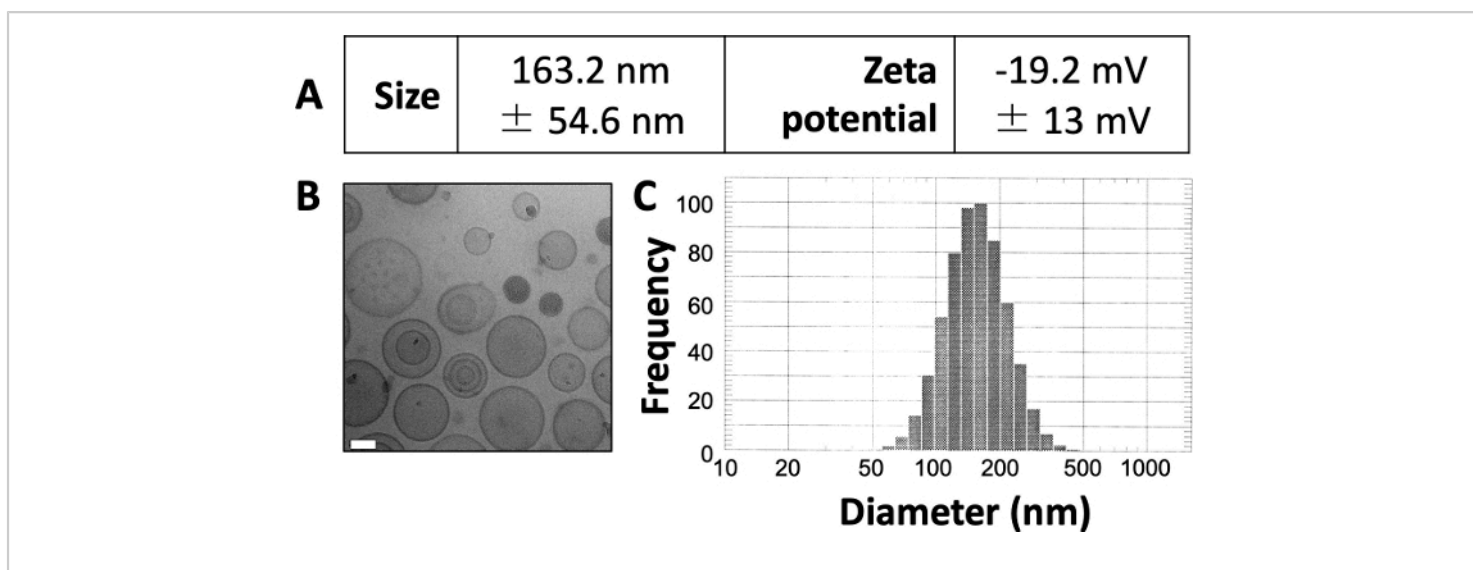 A
Size
163.2 nm
± 54.6 nm
Zeta
potential
-19.2 mV
± 13 mV
B
C
Frequency
100
80
60
40
20
0
10 20 50 100 200 500 1000
Diameter (nm)